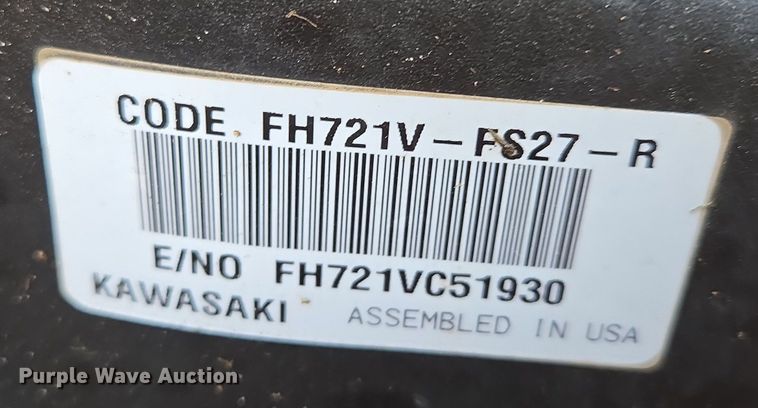 CODE FH721V-FS27-R
E/NO FH721VC51930
KAWASAKI ASSEMBLED IN USA
Purple Wave Auction